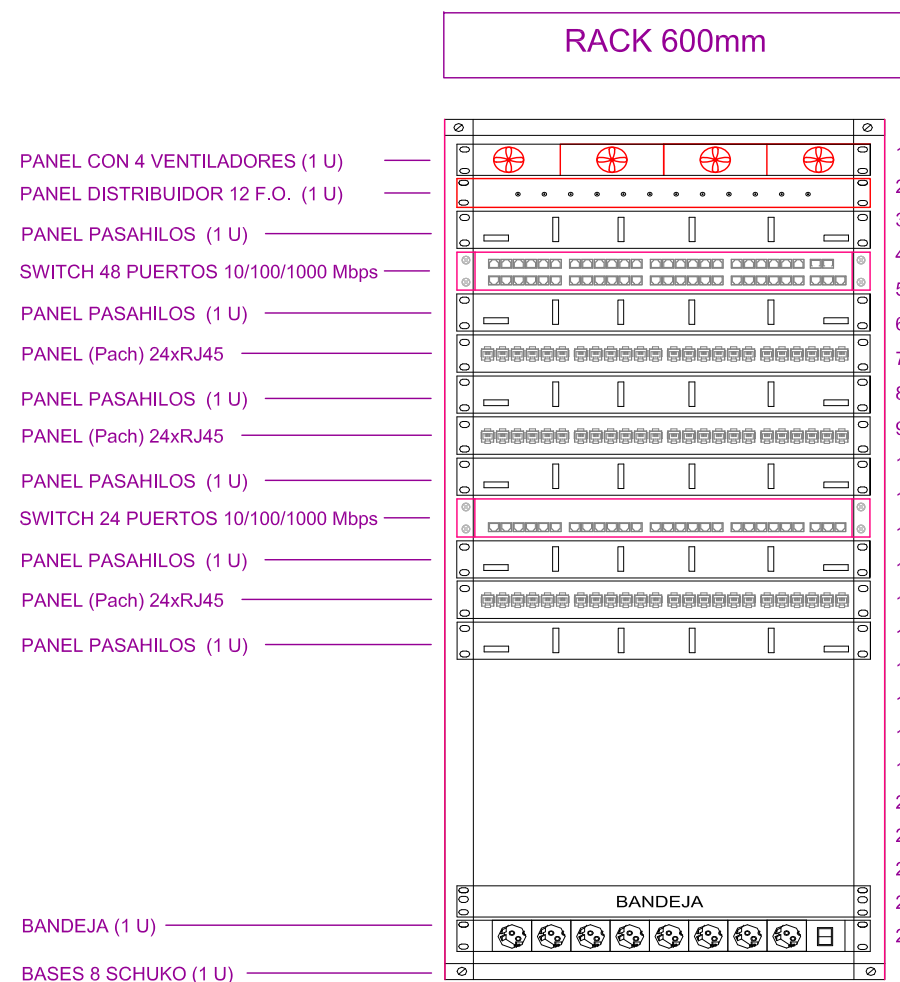 RACK 600mm
PANEL CON 4 VENTILADORES (1 U)
PANEL DISTRIBUIDOR 12 F.O. (1 U)
PANEL PASAHILOS (1 U)
SWITCH 48 PUERTOS 10/100/1000 Mbps
PANEL PASAHILOS (1 U)
PANEL (Pach) 24xRJ45
PANEL PASAHILOS (1 U)
PANEL (Pach) 24xRJ45
PANEL PASAHILOS (1 U)
SWITCH 24 PUERTOS 10/100/1000 Mbps
PANEL PASAHILOS (1 U)
PANEL (Pach) 24xRJ45
PANEL PASAHILOS (1 U)
BANDEJA
BANDEJA (1 U)
BASES 8 SCHUKO (1 U)